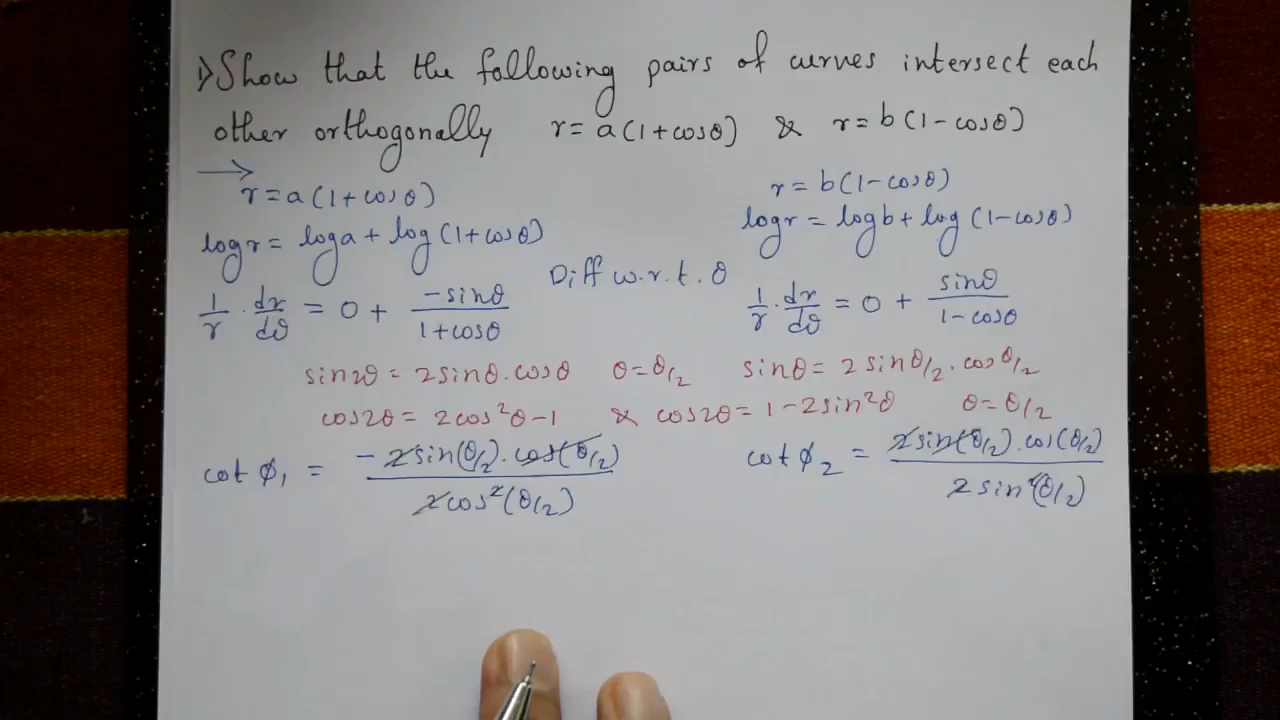 1) Show that the following pairs of curves intersect each
other orthogonally r = a(1+cosθ) & r = b(1-cosθ)
→ r = a(1+cosθ)
log r = log a + log(1+cosθ)
1/r . dr/dθ = 0 + -sinθ/1+cosθ
Diff w.r.t. θ
r = b(1-cosθ)
log r = log b + log(1-cosθ)
1/r . dr/dθ = 0 + sinθ/1-cosθ
sin2θ = 2sinθ.cosθ θ=θ/2 sinθ = 2sinθ/2.cosθ/2
cos2θ = 2cos²θ-1 & cos2θ = 1-2sin²θ θ=θ/2
cot ϕ₁ = -2sin(θ/2).cos(θ/2)/2cos²(θ/2)
cot ϕ₂ = 2sin(θ/2).cos(θ/2)/2sin²(θ/2)